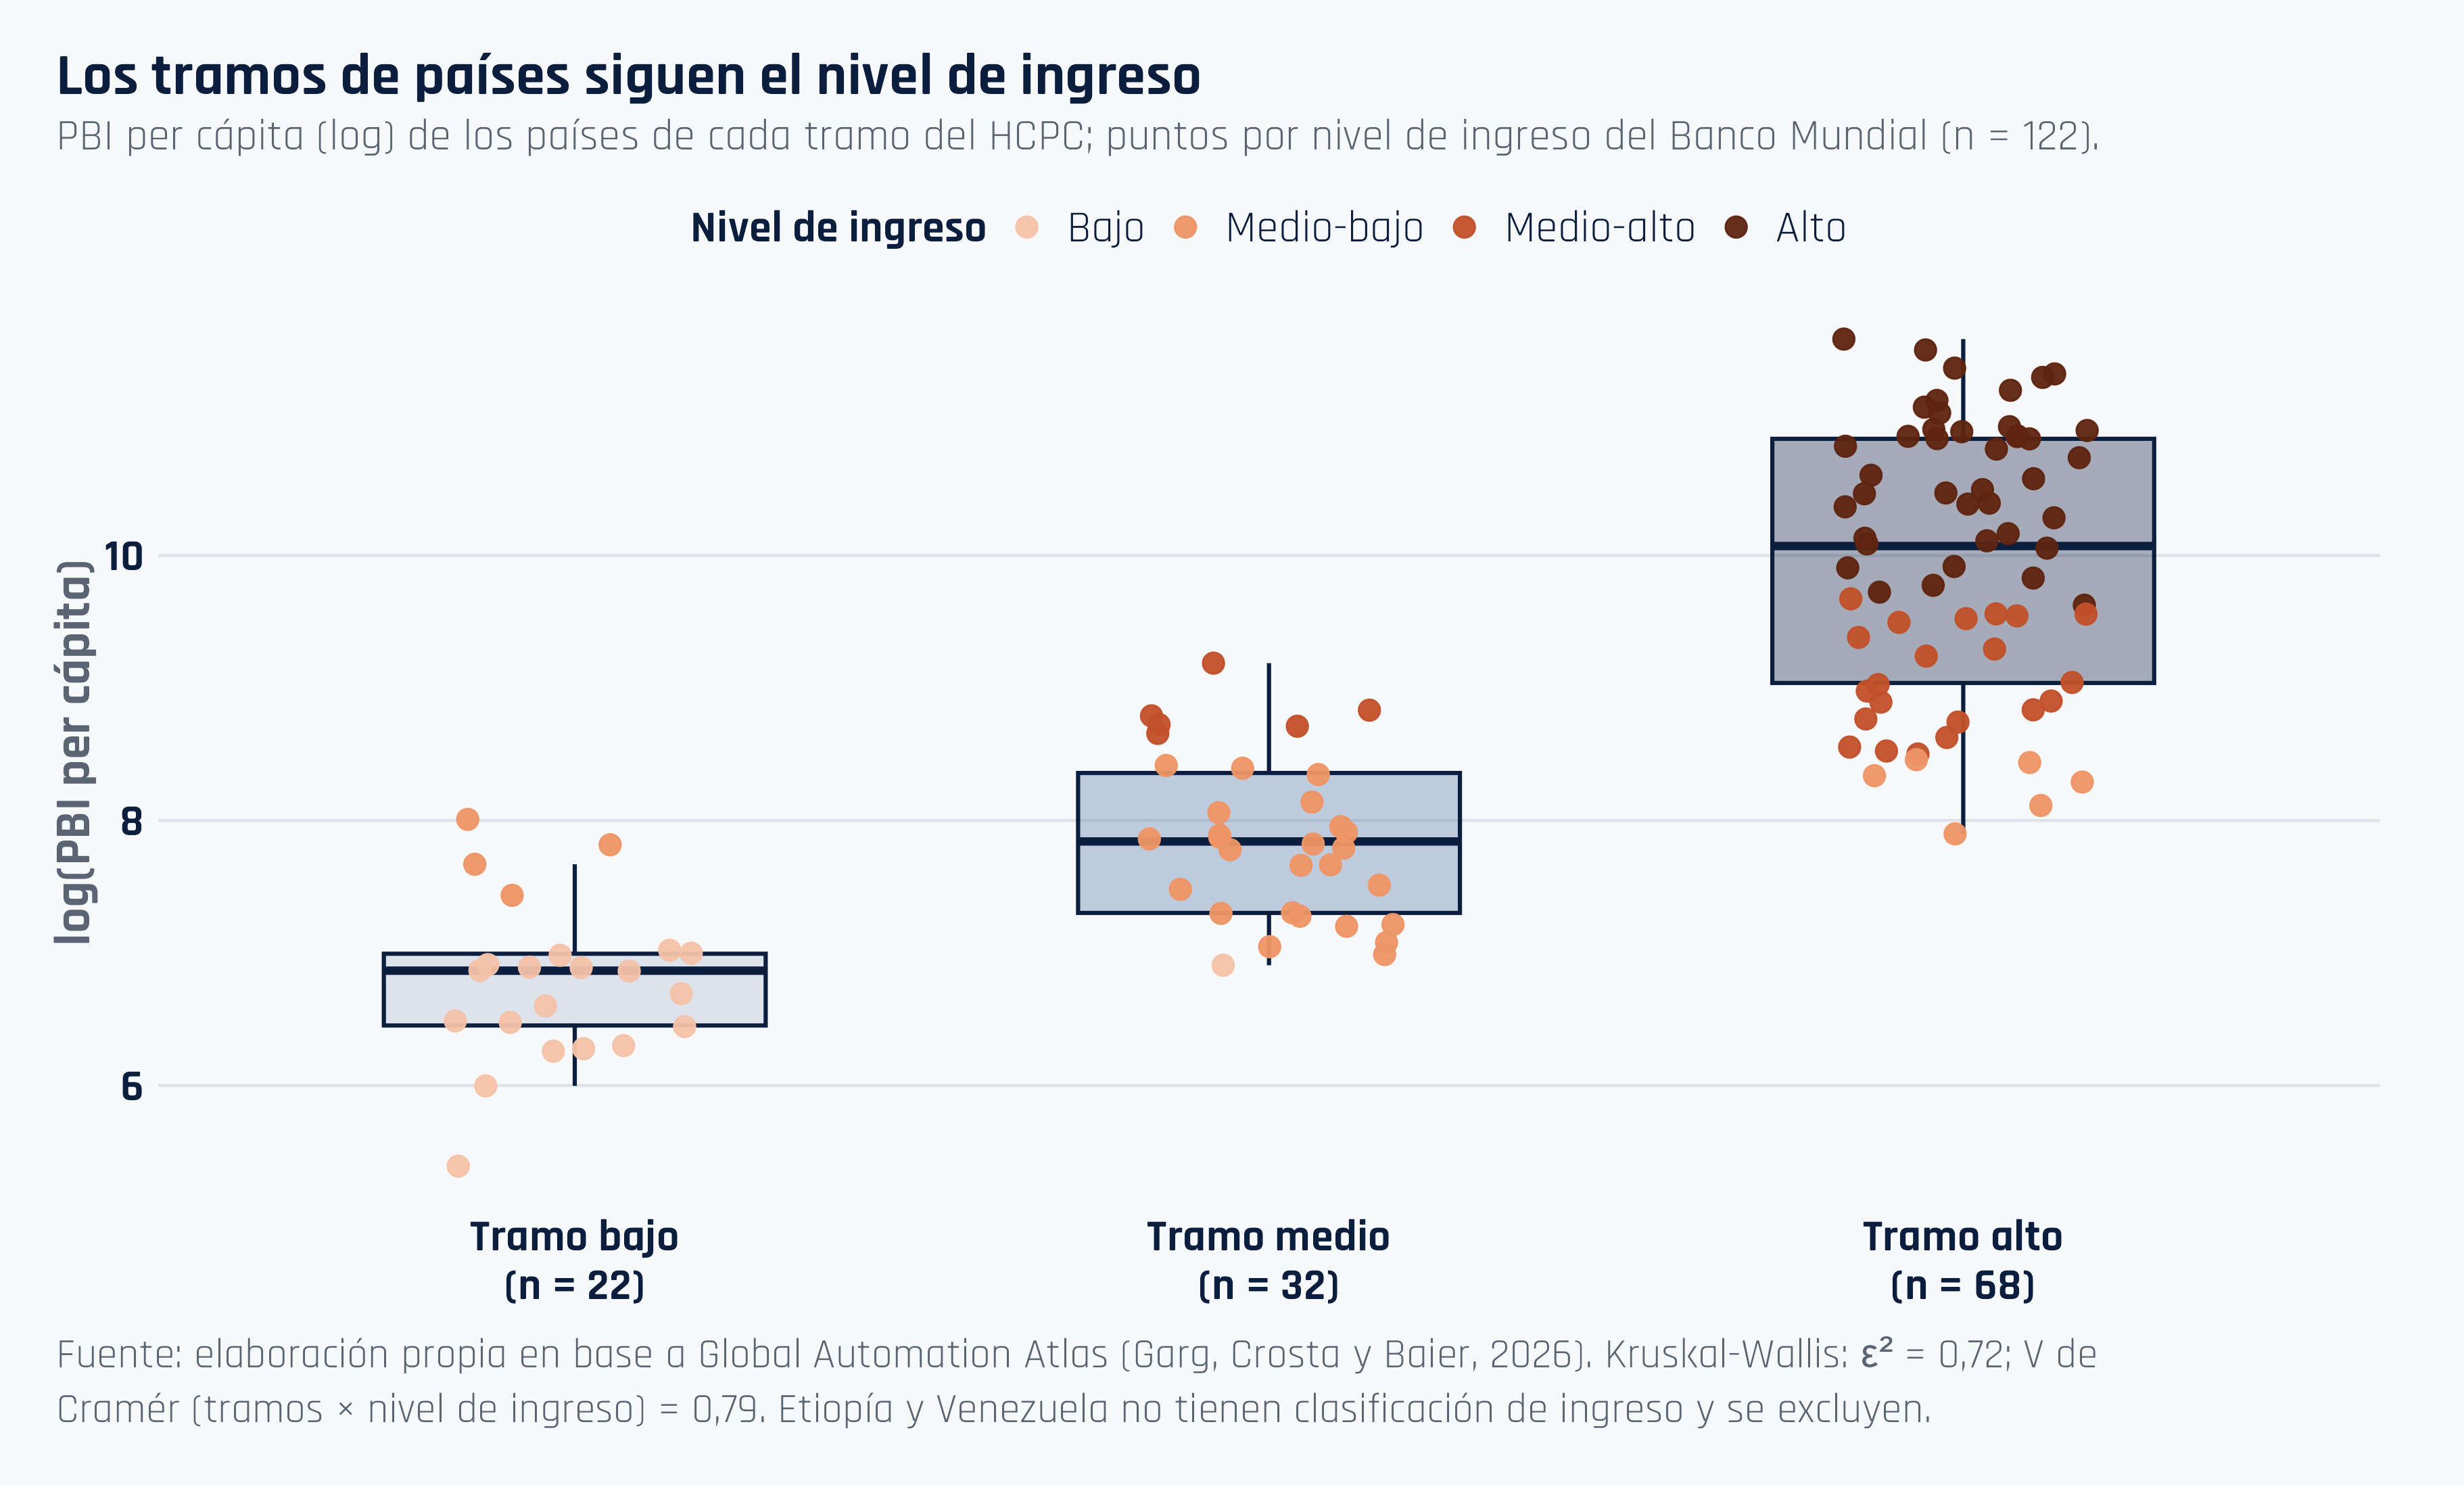 Los tramos de países siguen el nivel de ingreso
PBI per cápita (log) de los países de cada tramo del HCPC; puntos por nivel de ingreso del Banco Mundial (n = 122).
Nivel de ingreso Bajo Medio-bajo Medio-alto Alto
log(PBI per cápita)
10
8
6
Tramo bajo
(n = 22)
Tramo medio
(n = 32)
Tramo alto
(n = 68)
Fuente: elaboración propia en base a Global Automation Atlas (Garg, Crosta y Baier, 2026). Kruskal-Wallis: ε² = 0,72; V de
Cramér (tramos × nivel de ingreso) = 0,79. Etiopía y Venezuela no tienen clasificación de ingreso y se excluyen.